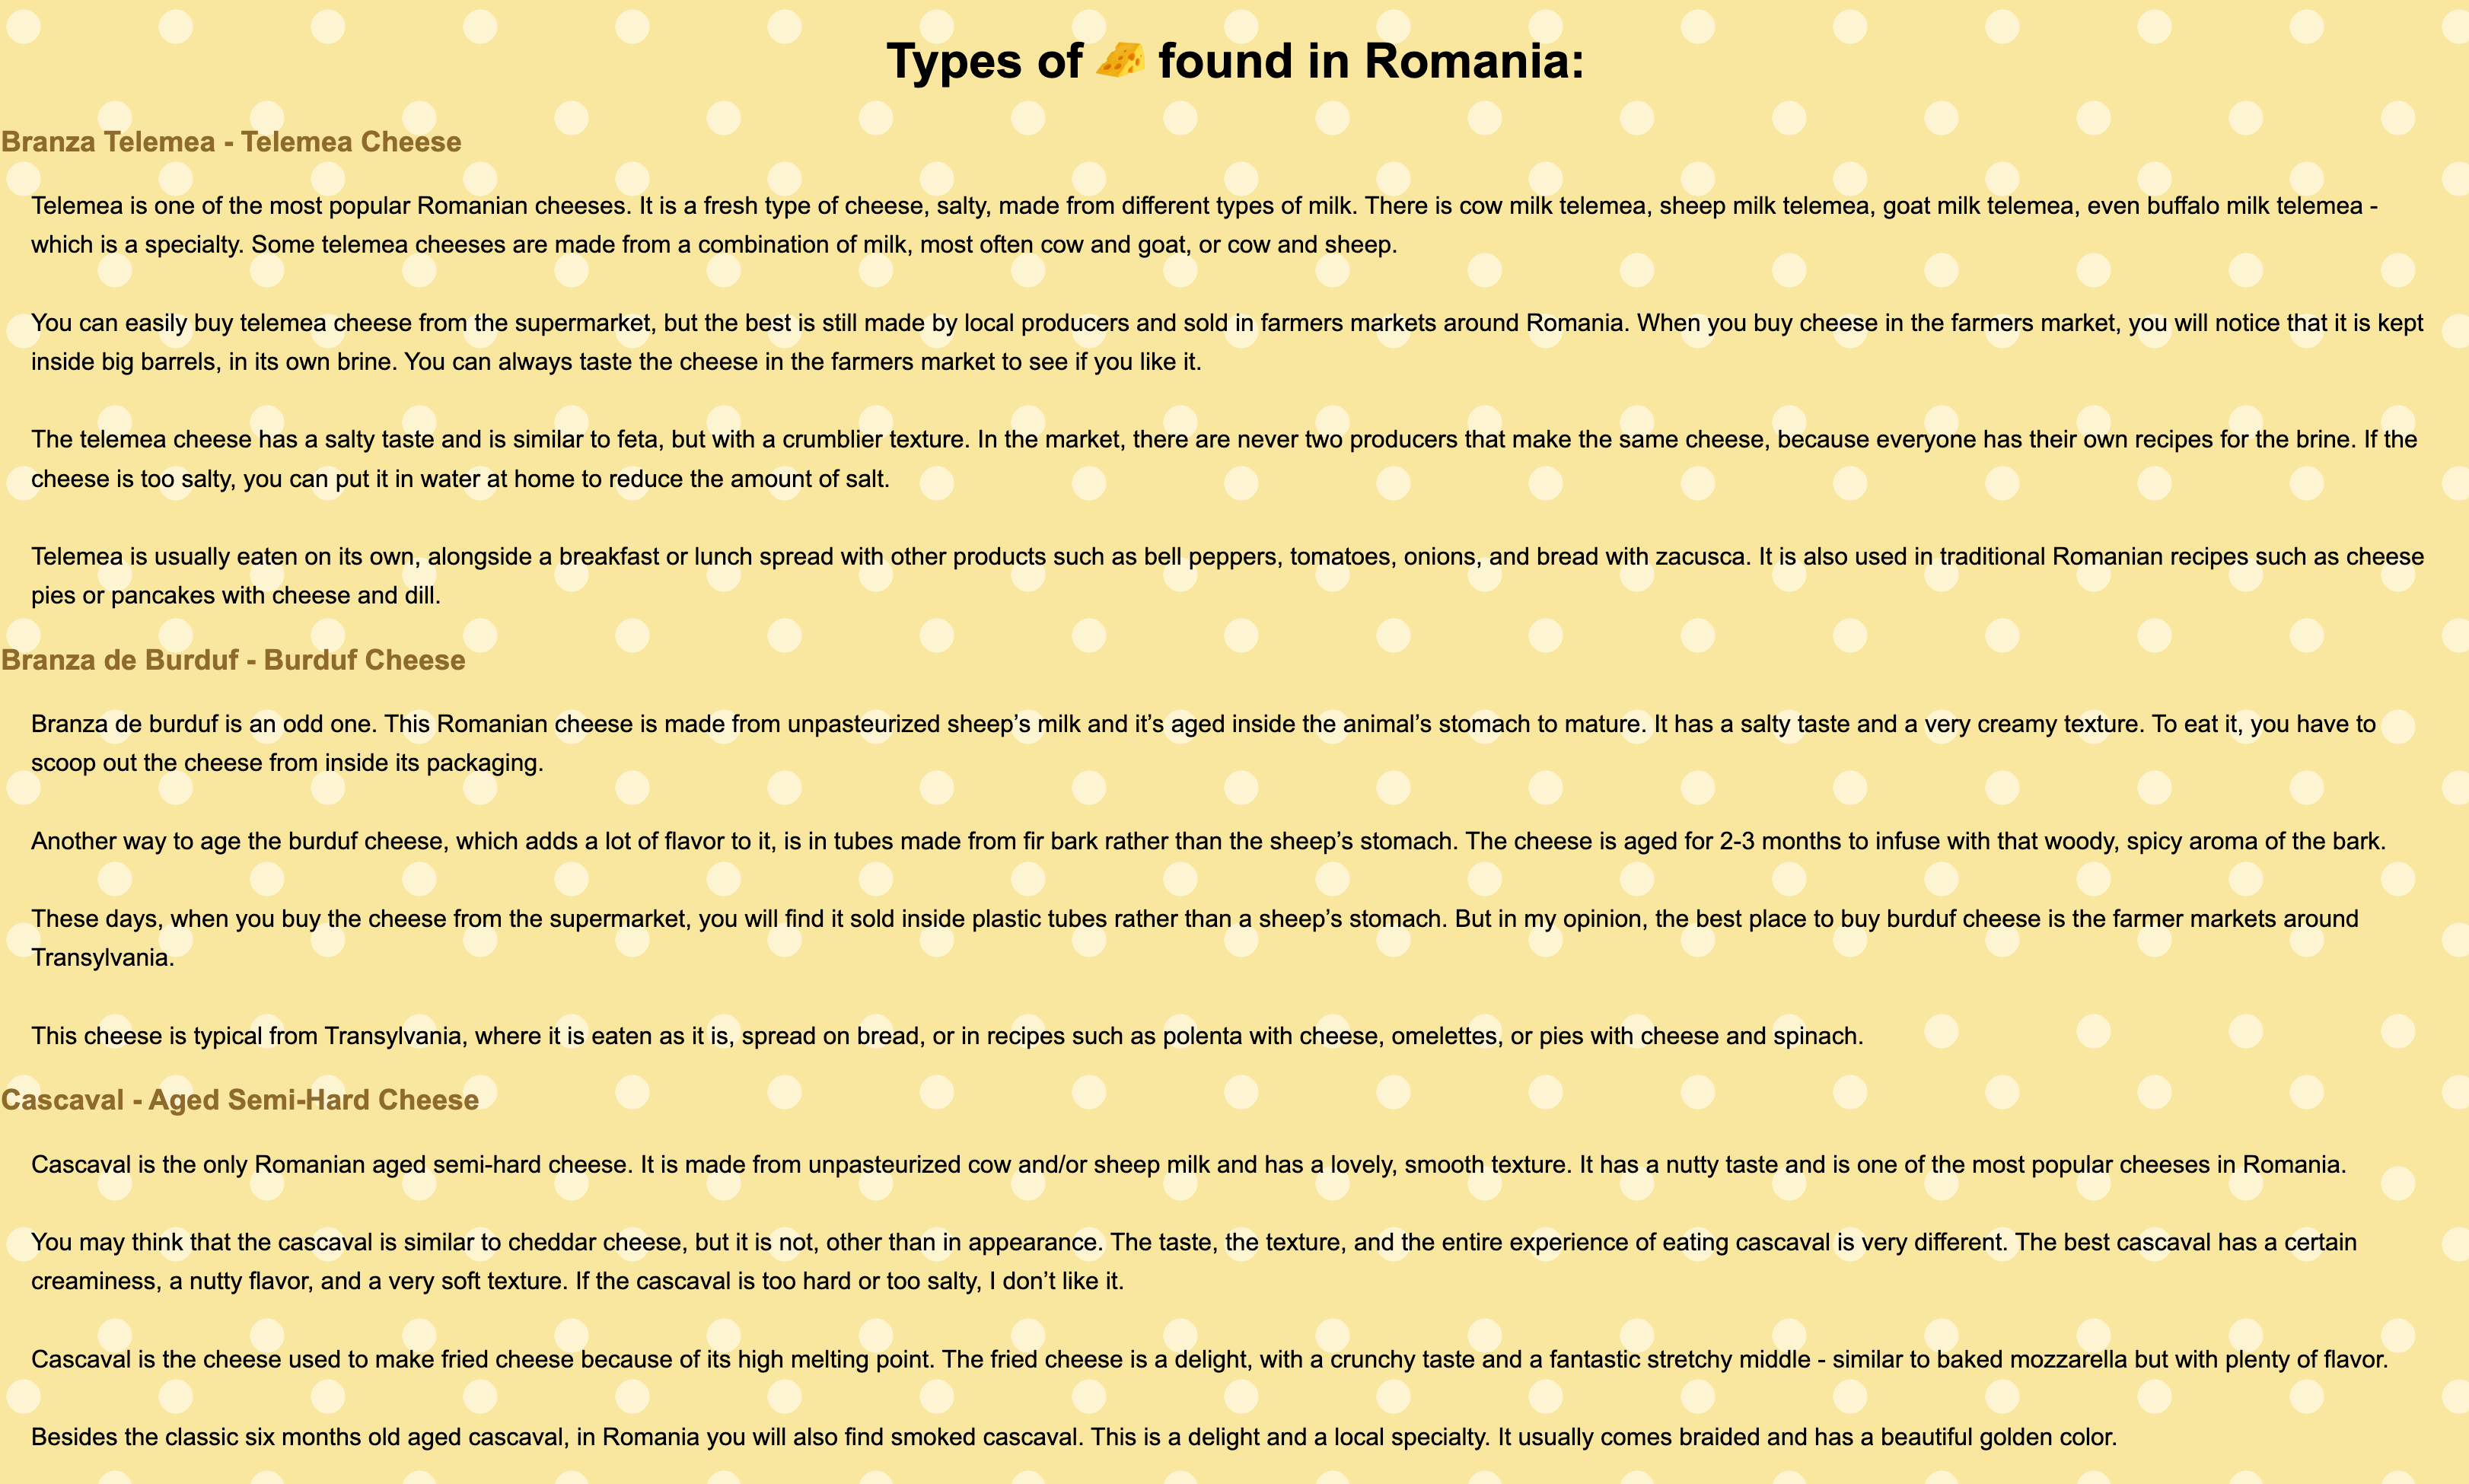 Types of 🧀 found in Romania:
Branza Telemea - Telemea Cheese
Telemea is one of the most popular Romanian cheeses. It is a fresh type of cheese, salty, made from different types of milk. There is cow milk telemea, sheep milk telemea, goat milk telemea, even buffalo milk telemea -
which is a specialty. Some telemea cheeses are made from a combination of milk, most often cow and goat, or cow and sheep.
You can easily buy telemea cheese from the supermarket, but the best is still made by local producers and sold in farmers markets around Romania. When you buy cheese in the farmers market, you will notice that it is kept
inside big barrels, in its own brine. You can always taste the cheese in the farmers market to see if you like it.
The telemea cheese has a salty taste and is similar to feta, but with a crumblier texture. In the market, there are never two producers that make the same cheese, because everyone has their own recipes for the brine. If the
cheese is too salty, you can put it in water at home to reduce the amount of salt.
Telemea is usually eaten on its own, alongside a breakfast or lunch spread with other products such as bell peppers, tomatoes, onions, and bread with zacusca. It is also used in traditional Romanian recipes such as cheese
pies or pancakes with cheese and dill.
Branza de Burduf - Burduf Cheese
Branza de burduf is an odd one. This Romanian cheese is made from unpasteurized sheep’s milk and it’s aged inside the animal’s stomach to mature. It has a salty taste and a very creamy texture. To eat it, you have to
scoop out the cheese from inside its packaging.
Another way to age the burduf cheese, which adds a lot of flavor to it, is in tubes made from fir bark rather than the sheep’s stomach. The cheese is aged for 2-3 months to infuse with that woody, spicy aroma of the bark.
These days, when you buy the cheese from the supermarket, you will find it sold inside plastic tubes rather than a sheep’s stomach. But in my opinion, the best place to buy burduf cheese is the farmer markets around
Transylvania.
This cheese is typical from Transylvania, where it is eaten as it is, spread on bread, or in recipes such as polenta with cheese, omelettes, or pies with cheese and spinach.
Cascaval - Aged Semi-Hard Cheese
Cascaval is the only Romanian aged semi-hard cheese. It is made from unpasteurized cow and/or sheep milk and has a lovely, smooth texture. It has a nutty taste and is one of the most popular cheeses in Romania.
You may think that the cascaval is similar to cheddar cheese, but it is not, other than in appearance. The taste, the texture, and the entire experience of eating cascaval is very different. The best cascaval has a certain
creaminess, a nutty flavor, and a very soft texture. If the cascaval is too hard or too salty, I don’t like it.
Cascaval is the cheese used to make fried cheese because of its high melting point. The fried cheese is a delight, with a crunchy taste and a fantastic stretchy middle - similar to baked mozzarella but with plenty of flavor.
Besides the classic six months old aged cascaval, in Romania you will also find smoked cascaval. This is a delight and a local specialty. It usually comes braided and has a beautiful golden color.